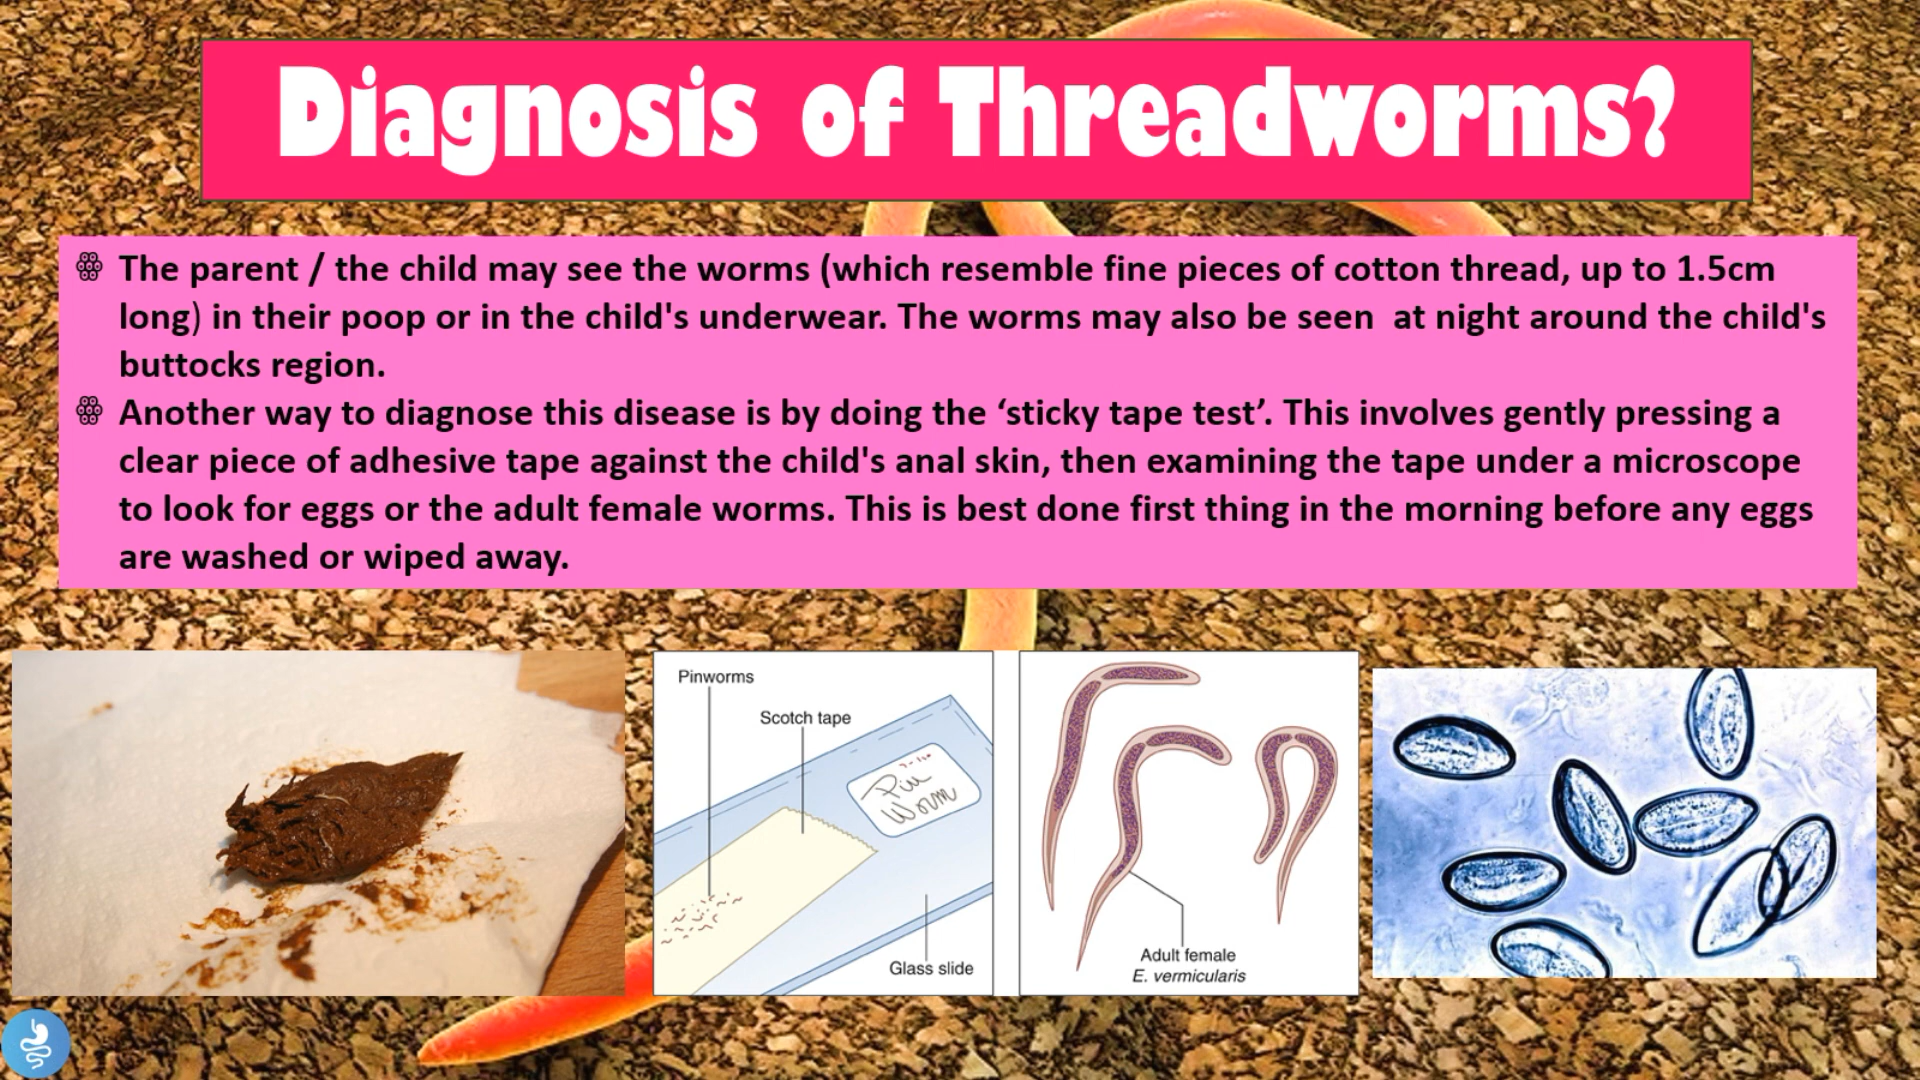 Diagnosis of Threadworms?
The parent / the child may see the worms (which resemble fine pieces of cotton thread, up to 1.5cm
long) in their poop or in the child's underwear. The worms may also be seen  at night around the child's
buttocks region.
Another way to diagnose this disease is by doing the ‘sticky tape test’. This involves gently pressing a
clear piece of adhesive tape against the child's anal skin, then examining the tape under a microscope
to look for eggs or the adult female worms. This is best done first thing in the morning before any eggs
are washed or wiped away.
Pinworms
Scotch tape
Pin
Worm
Glass slide
Adult female
E. vermicularis